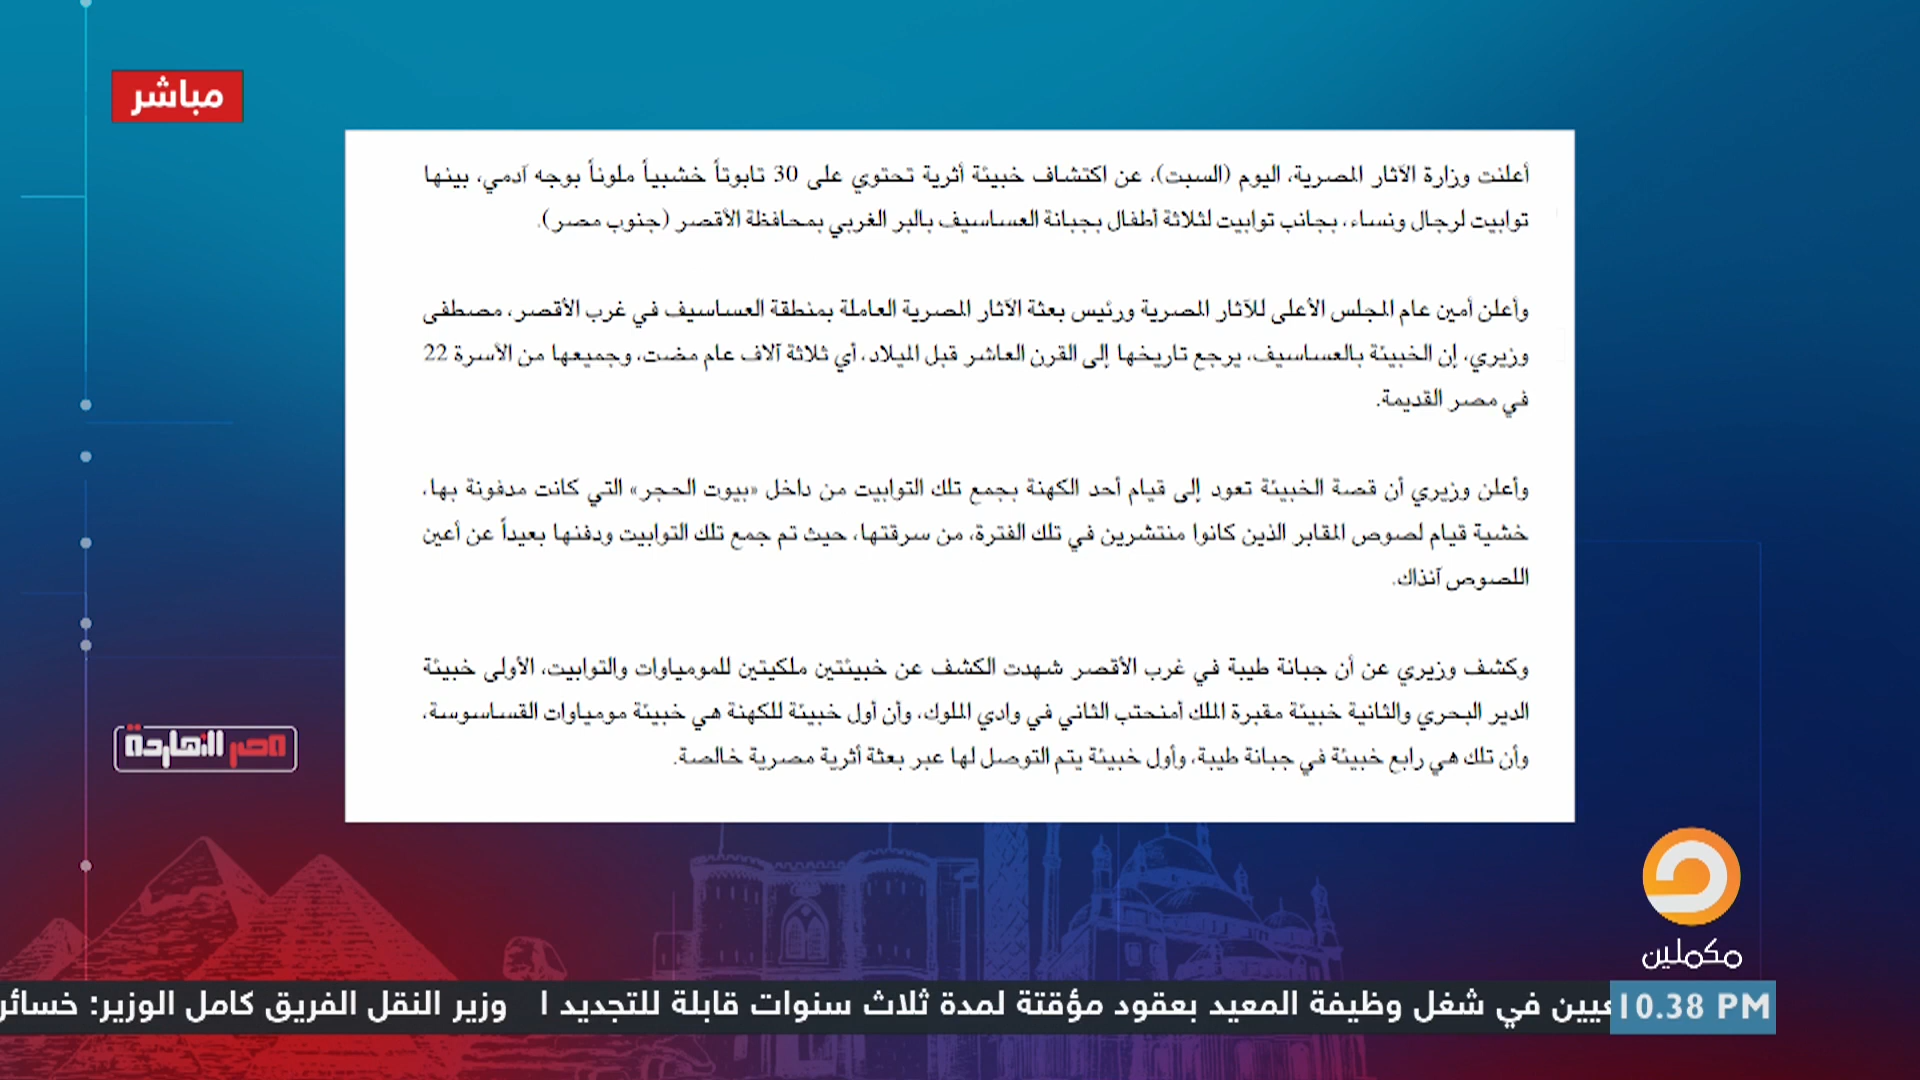 مباشر
أعلنت وزارة الآثار المصرية، اليوم (السبت)، عن اكتشاف خبيئة أثرية تحتوي على 30 تابوتاً خشبياً ملوناً بوجه آدمي، بينها
توابيت لرجال ونساء، بجانب توابيت لثلاثة أطفال بجبانة العساسيف بالبر الغربي بمحافظة الأقصر (جنوب مصر).
وأعلن أمين عام المجلس الأعلى للآثار المصرية ورئيس بعثة الآثار المصرية العاملة بمنطقة العساسيف في غرب الأقصر، مصطفى
وزيري، إن الخبيئة بالعساسيف، يرجع تاريخها إلى القرن العاشر قبل الميلاد، أي ثلاثة آلاف عام مضت، وجميعها من الأسرة 22
في مصر القديمة.
وأعلن وزيري أن قصة الخبيئة تعود إلى قيام أحد الكهنة بجمع تلك التوابيت من داخل «بيوت الحجر» التي كانت مدفونة بها،
خشية قيام لصوص المقابر الذين كانوا منتشرين في تلك الفترة، من سرقتها، حيث تم جمع تلك التوابيت ودفنها بعيداً عن أعين
اللصوص آنذاك.
وكشف وزيري عن أن جبانة طيبة في غرب الأقصر شهدت الكشف عن خبيئتين ملكيتين للمومياوات والتوابيت، الأولى خبيئة
الدير البحري والثانية خبيئة مقبرة الملك أمنحتب الثاني في وادي الملوك، وأن أول خبيئة للكهنة هي خبيئة مومياوات القساسوسة،
وأن تلك هي رابع خبيئة في جبانة طيبة، وأول خبيئة يتم التوصل لها عبر بعثة أثرية مصرية خالصة.
مصر النهاردة
مكملين
10.38 PM
عيين في شغل وظيفة المعيد بعقود مؤقتة لمدة ثلاث سنوات قابلة للتجديد | وزير النقل الفريق كامل الوزير: خسائر